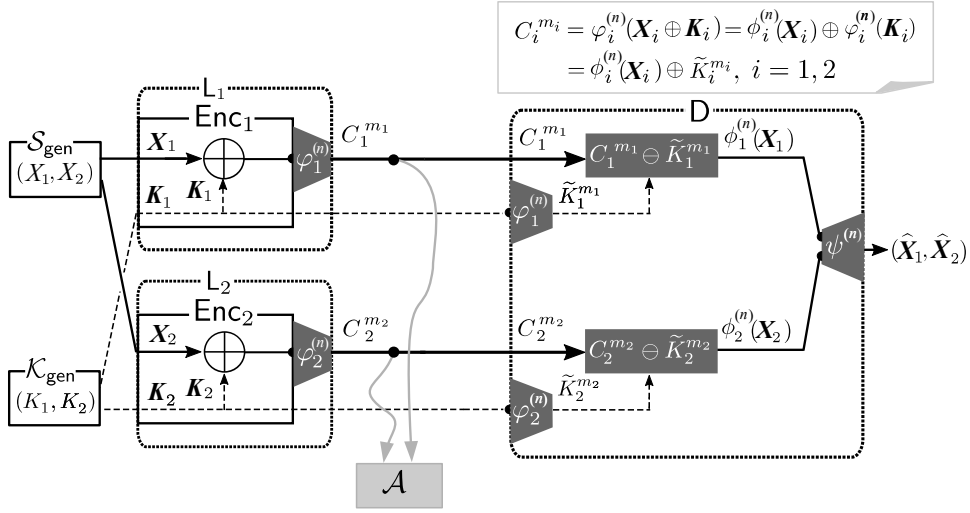 C_i^{m_i} = φ_i^{(n)}(X_i ⊕ K_i) = ϕ_i^{(n)}(X_i) ⊕ φ_i^{(n)}(K_i)
= ϕ_i^{(n)}(X_i) ⊕ K̃_i^{m_i}, i = 1, 2
L_1
Enc_1
S_gen
(X_1, X_2)
X_1
K_1
K_1
φ_1^{(n)}
C_1^{m_1}
D
C_1^{m_1}
C_1^{m_1} ⊖ K̃_1^{m_1}
ϕ_1^{(n)}(X_1)
φ_1^{(n)}
K̃_1^{m_1}
ψ^{(n)}
(X̂_1, X̂_2)
L_2
Enc_2
K_gen
(K_1, K_2)
X_2
K_2
K_2
φ_2^{(n)}
C_2^{m_2}
C_2^{m_2}
C_2^{m_2} ⊖ K̃_2^{m_2}
ϕ_2^{(n)}(X_2)
φ_2^{(n)}
K̃_2^{m_2}
A